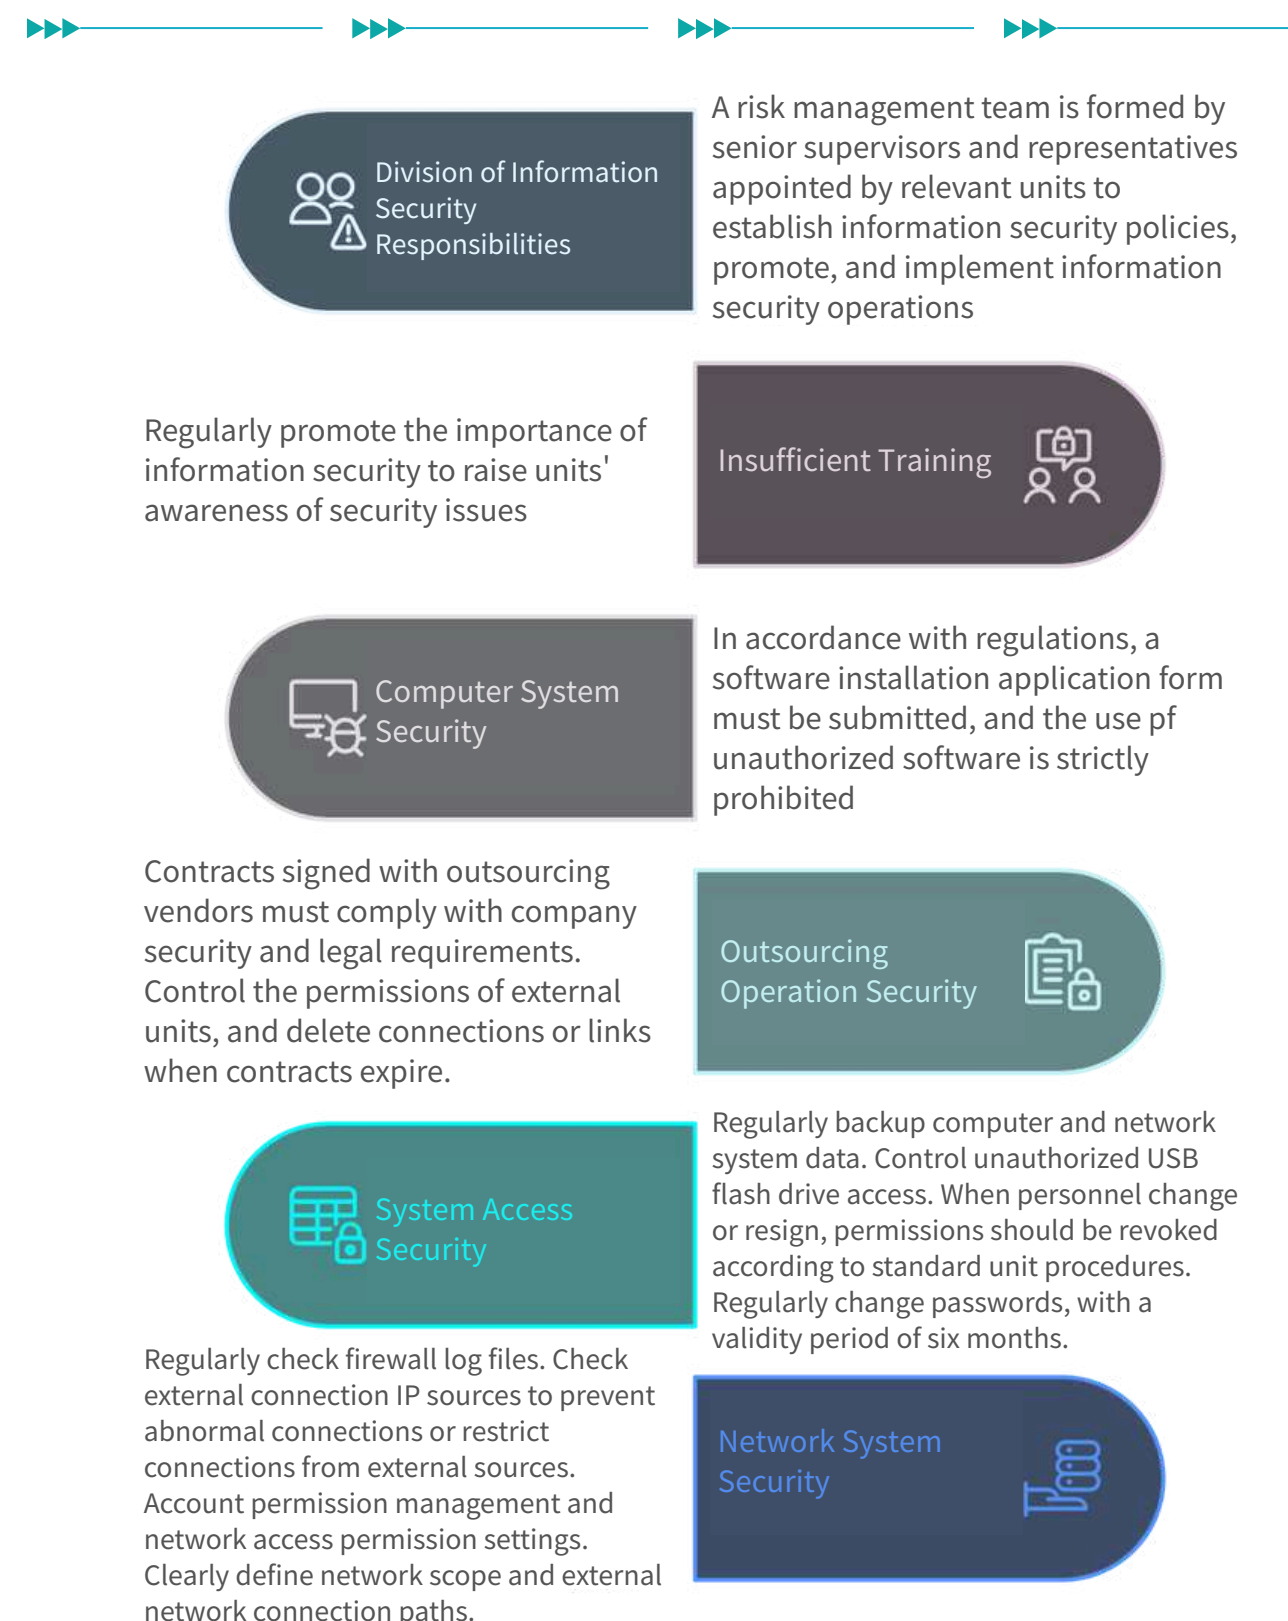 Division of Information
Security
Responsibilities
A risk management team is formed by
senior supervisors and representatives
appointed by relevant units to
establish information security policies,
promote, and implement information
security operations
Regularly promote the importance of
information security to raise units'
awareness of security issues
Insufficient Training
Computer System
Security
In accordance with regulations, a
software installation application form
must be submitted, and the use pf
unauthorized software is strictly
prohibited
Contracts signed with outsourcing
vendors must comply with company
security and legal requirements.
Control the permissions of external
units, and delete connections or links
when contracts expire.
Outsourcing
Operation Security
System Access
Security
Regularly backup computer and network
system data. Control unauthorized USB
flash drive access. When personnel change
or resign, permissions should be revoked
according to standard unit procedures.
Regularly change passwords, with a
validity period of six months.
Regularly check firewall log files. Check
external connection IP sources to prevent
abnormal connections or restrict
connections from external sources.
Account permission management and
network access permission settings.
Clearly define network scope and external
network connection paths.
Network System
Security